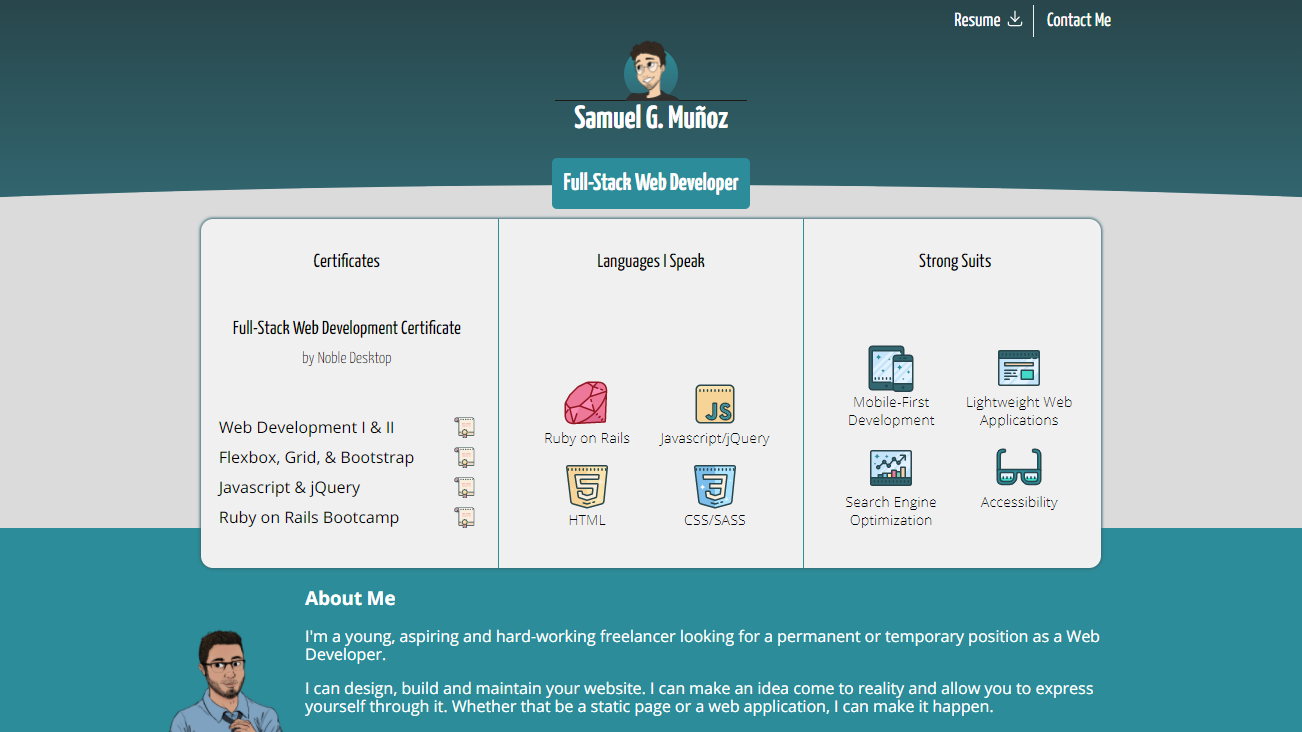 Resume
Contact Me
Samuel G. Muñoz
Full-Stack Web Developer
Certificates
Full-Stack Web Development Certificate
by Noble Desktop
Web Development I & II
Flexbox, Grid, & Bootstrap
Javascript & jQuery
Ruby on Rails Bootcamp
Languages I Speak
Ruby on Rails
JS
Javascript/jQuery
5
HTML
3
CSS/SASS
Strong Suits
Mobile-First
Development
Lightweight Web
Applications
Search Engine
Optimization
Accessibility
About Me
I'm a young, aspiring and hard-working freelancer looking for a permanent or temporary position as a Web
Developer.
I can design, build and maintain your website. I can make an idea come to reality and allow you to express
yourself through it. Whether that be a static page or a web application, I can make it happen.